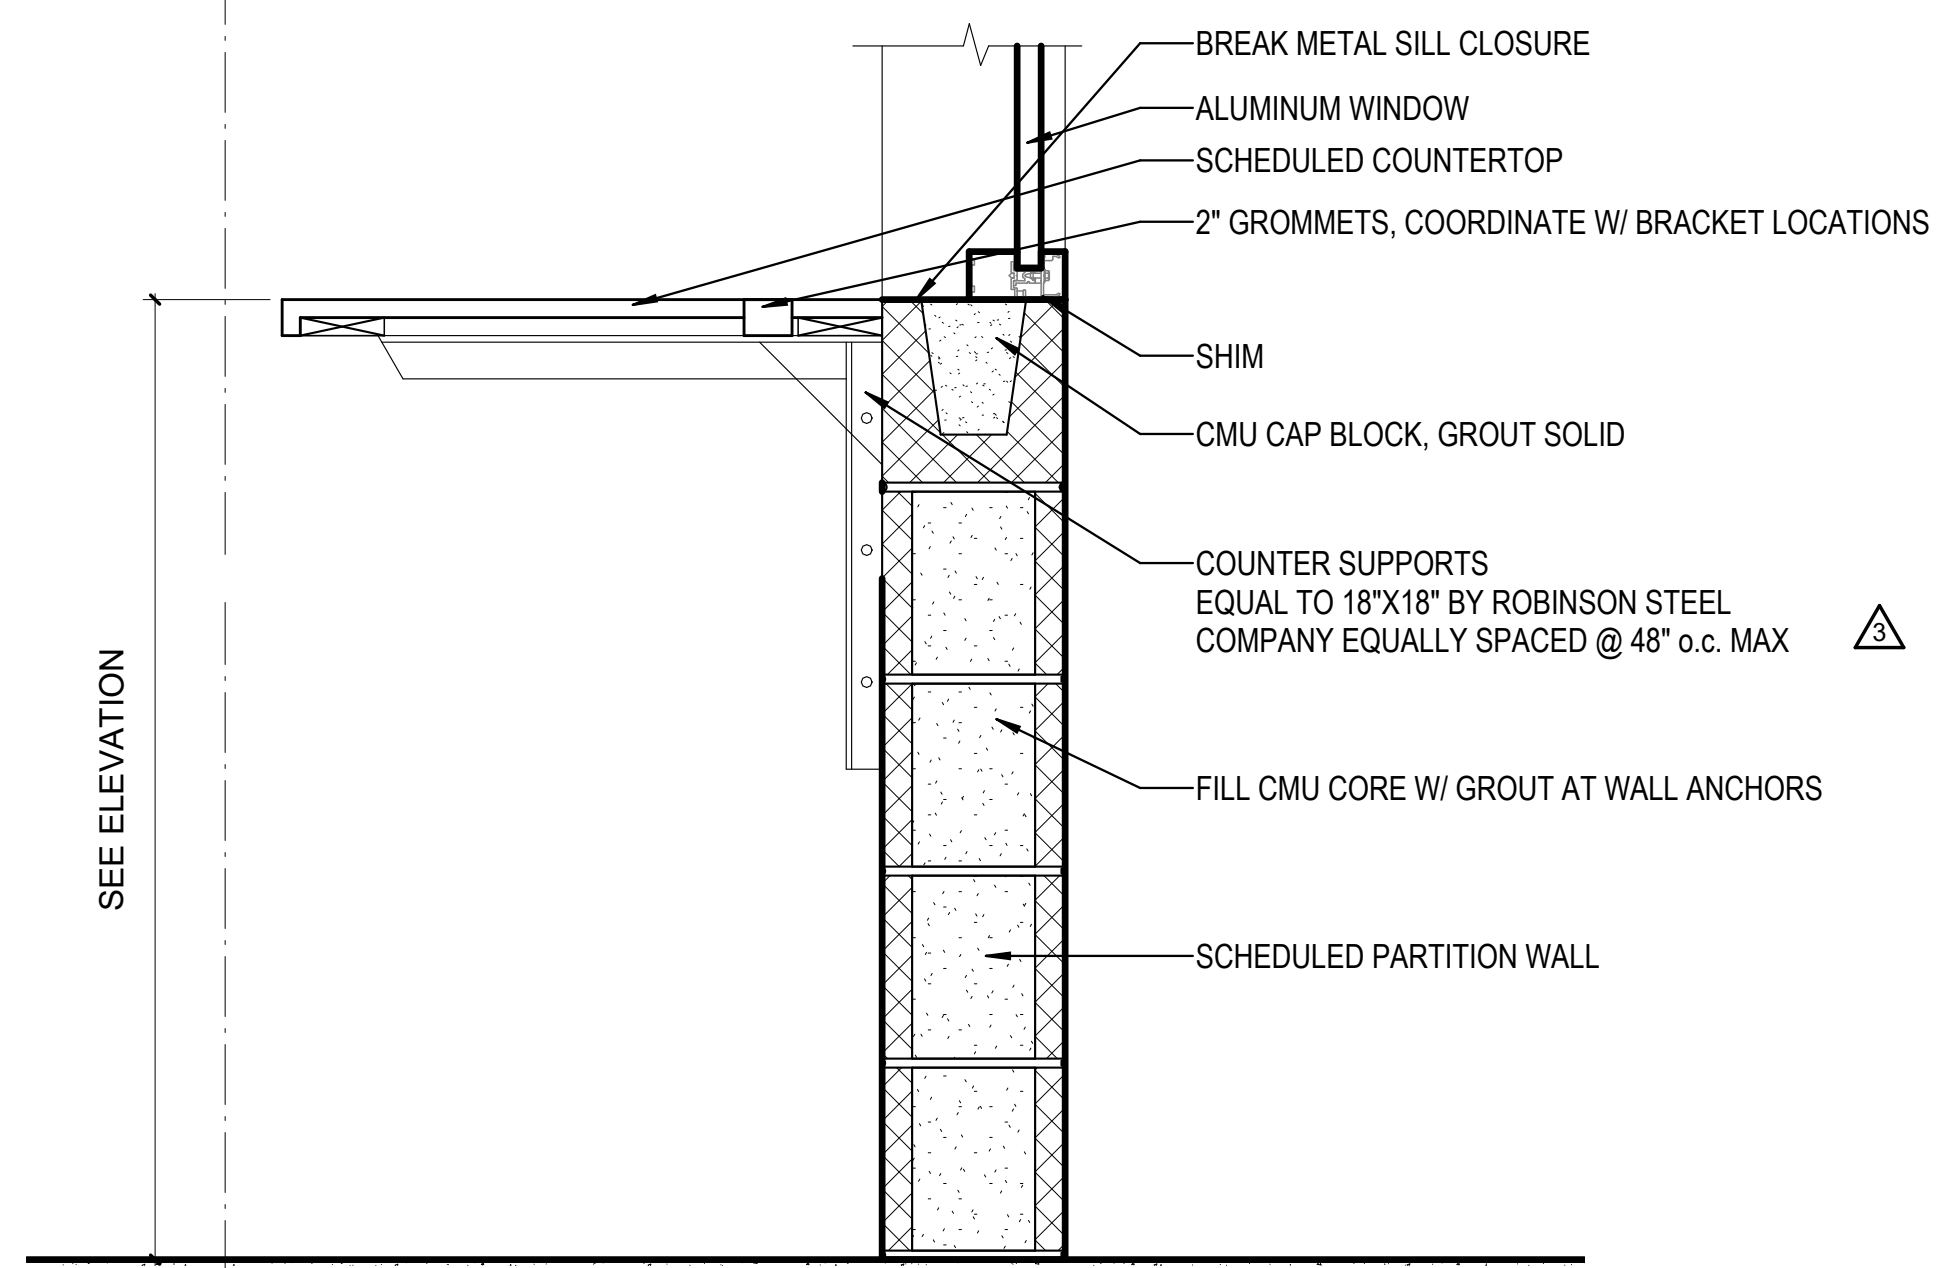 BREAK METAL SILL CLOSURE
ALUMINUM WINDOW
SCHEDULED COUNTERTOP
2" GROMMETS, COORDINATE W/ BRACKET LOCATIONS
SHIM
CMU CAP BLOCK, GROUT SOLID
COUNTER SUPPORTS
EQUAL TO 18"X18" BY ROBINSON STEEL
COMPANY EQUALLY SPACED @ 48" o.c. MAX
3
SEE ELEVATION
FILL CMU CORE W/ GROUT AT WALL ANCHORS
SCHEDULED PARTITION WALL